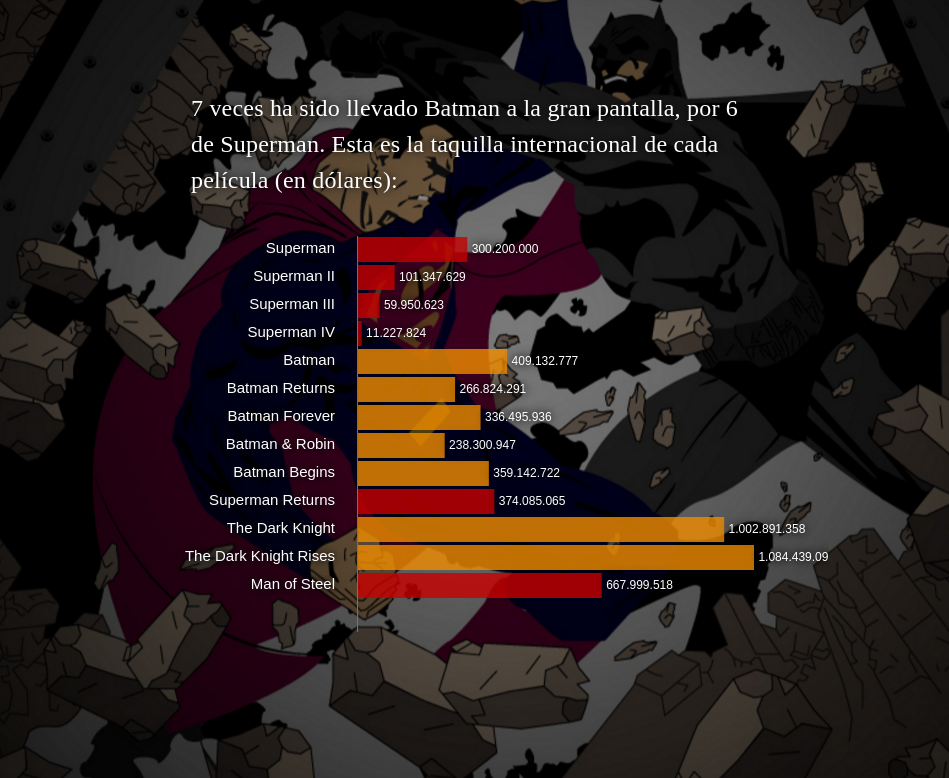 7 veces ha sido llevado Batman a la gran pantalla, por 6
de Superman. Esta es la taquilla internacional de cada
película (en dólares):
Superman 300.200.000
Superman II 101.347.629
Superman III 59.950.623
Superman IV 11.227.824
Batman 409.132.777
Batman Returns 266.824.291
Batman Forever 336.495.936
Batman & Robin 238.300.947
Batman Begins 359.142.722
Superman Returns 374.085.065
The Dark Knight 1.002.891.358
The Dark Knight Rises 1.084.439.09
Man of Steel 667.999.518